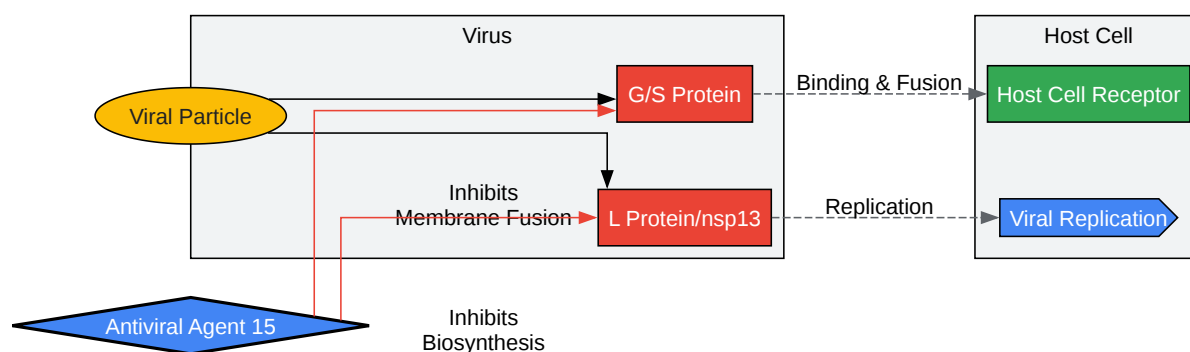 Virus
Host Cell
Viral Particle
G/S Protein
Binding & Fusion
Host Cell Receptor
Inhibits
Membrane Fusion
L Protein/nsp13
Replication
Viral Replication
Antiviral Agent 15
Inhibits
Biosynthesis